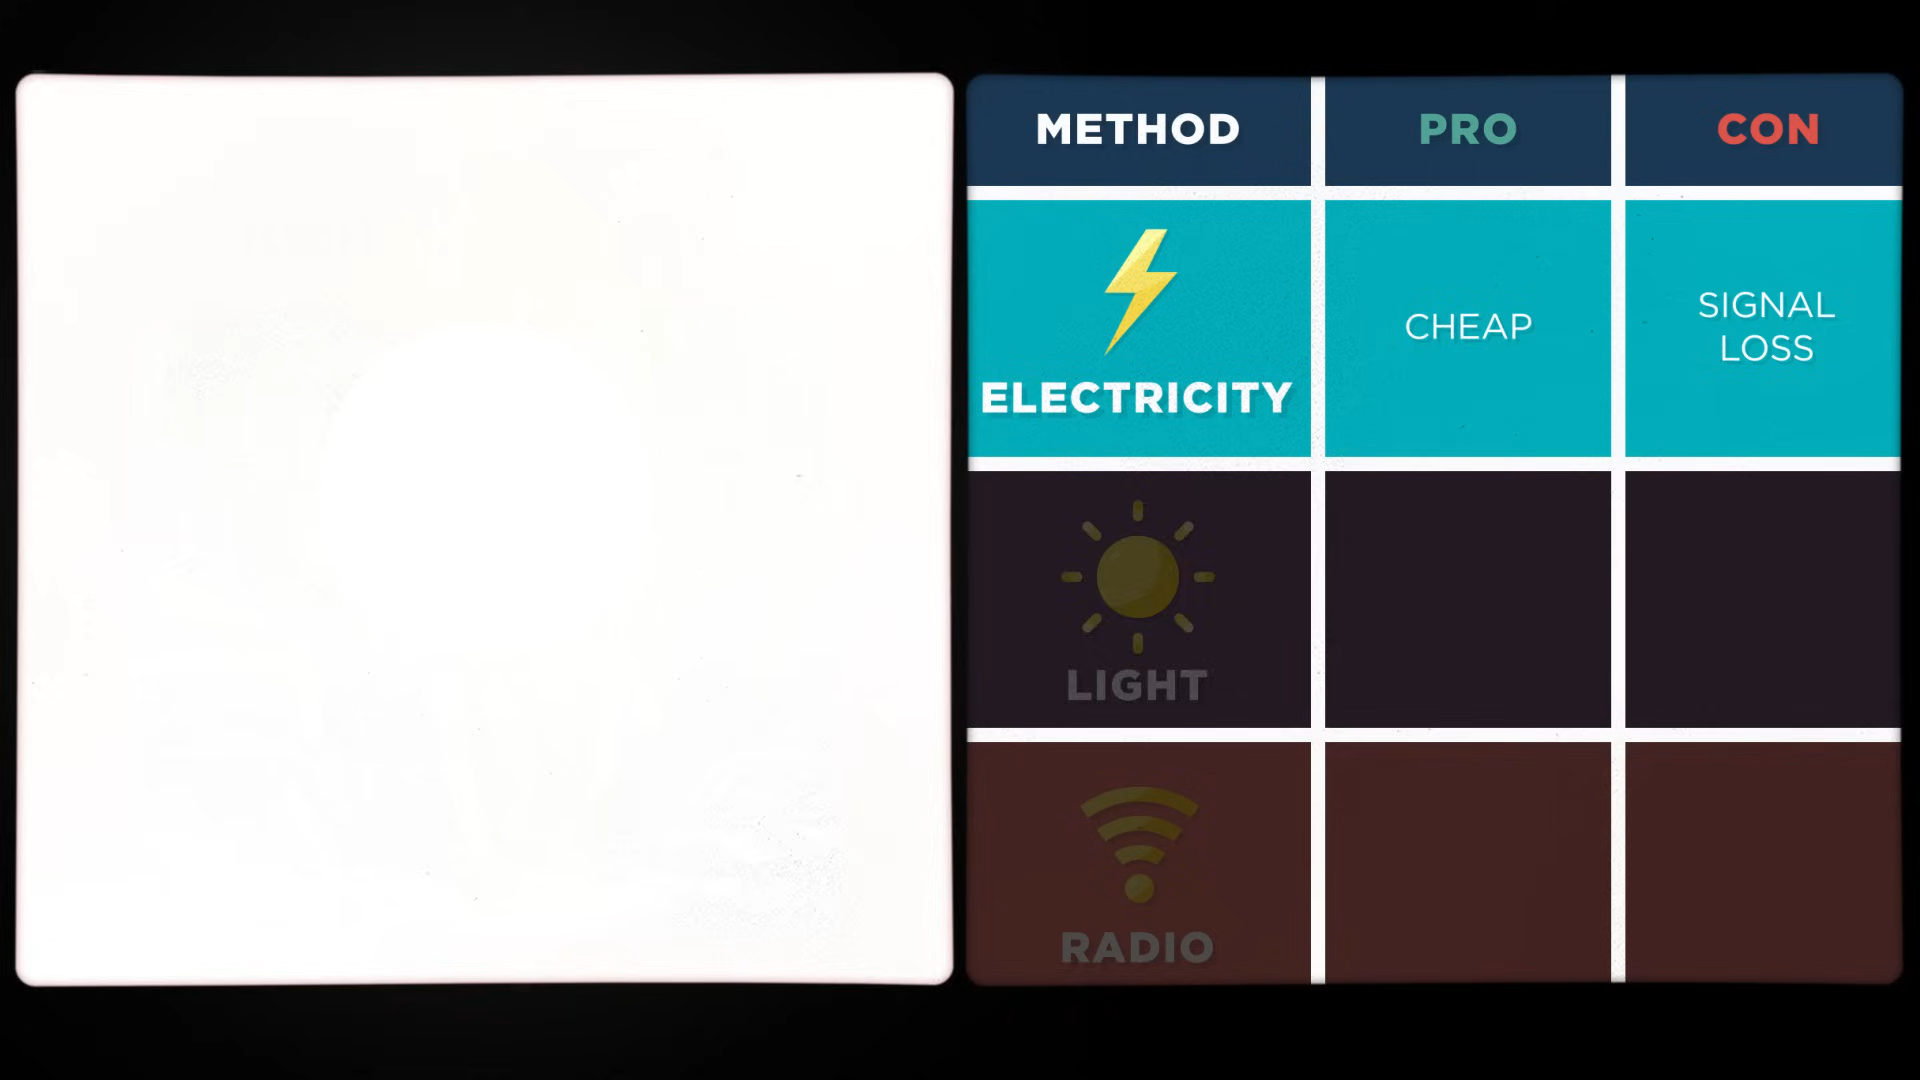 METHOD PRO CON
ELECTRICITY CHEAP SIGNAL
LOSS
LIGHT
RADIO